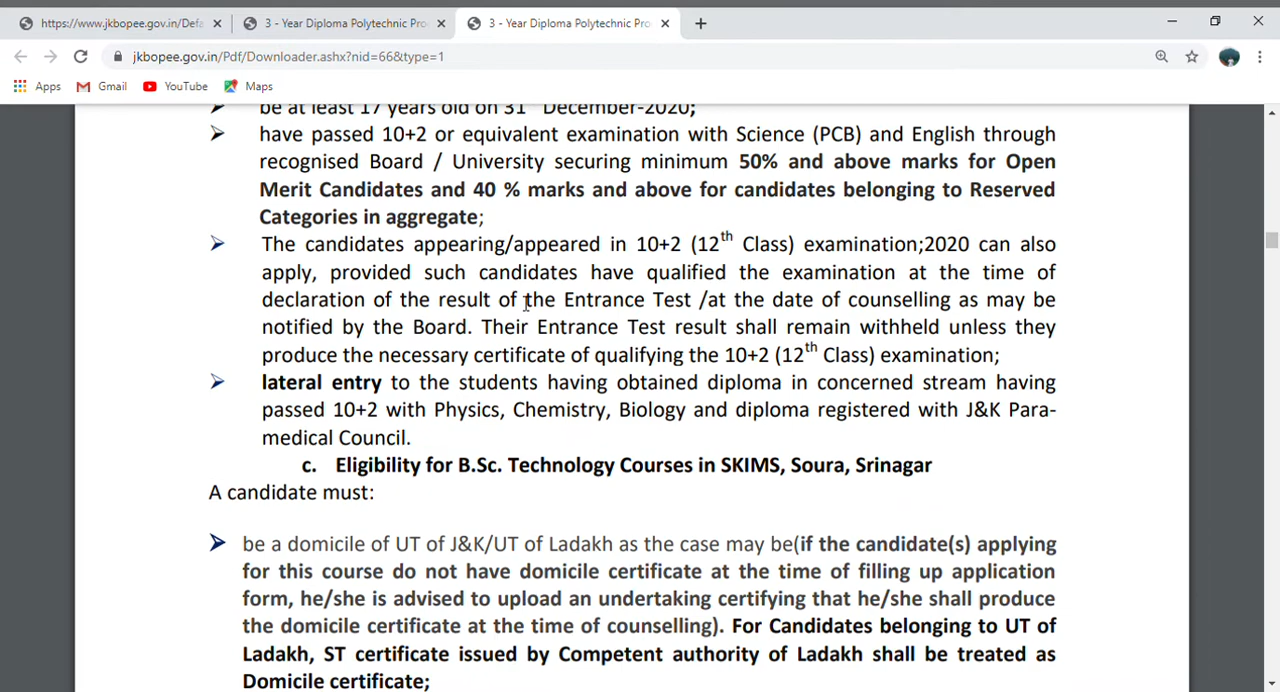 https://www.jkbopee.gov.in/Defa
3 - Year Diploma Polytechnic Pro
3 - Year Diploma Polytechnic Pro
jkbopee.gov.in/Pdf/Downloader.ashx?nid=66&type=1
Apps Gmail YouTube Maps
be at least 17 years old on 31 December-2020;
have passed 10+2 or equivalent examination with Science (PCB) and English through
recognised Board / University securing minimum 50% and above marks for Open
Merit Candidates and 40 % marks and above for candidates belonging to Reserved
Categories in aggregate;
The candidates appearing/appeared in 10+2 (12th Class) examination;2020 can also
apply, provided such candidates have qualified the examination at the time of
declaration of the result of the Entrance Test /at the date of counselling as may be
notified by the Board. Their Entrance Test result shall remain withheld unless they
produce the necessary certificate of qualifying the 10+2 (12th Class) examination;
lateral entry to the students having obtained diploma in concerned stream having
passed 10+2 with Physics, Chemistry, Biology and diploma registered with J&K Para-
medical Council.
c. Eligibility for B.Sc. Technology Courses in SKIMS, Soura, Srinagar
A candidate must:
be a domicile of UT of J&K/UT of Ladakh as the case may be(if the candidate(s) applying
for this course do not have domicile certificate at the time of filling up application
form, he/she is advised to upload an undertaking certifying that he/she shall produce
the domicile certificate at the time of counselling). For Candidates belonging to UT of
Ladakh, ST certificate issued by Competent authority of Ladakh shall be treated as
Domicile certificate;